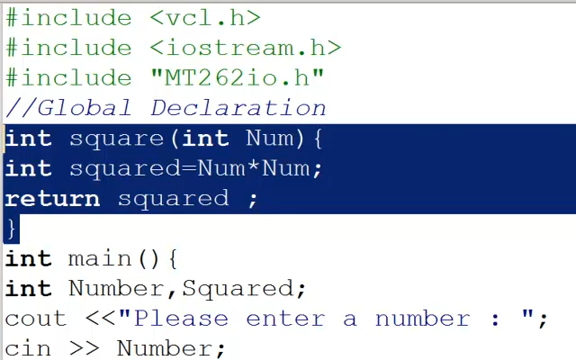 #include <vcl.h>
#include <iostream.h>
#include "MT262io.h"
//Global Declaration
int square(int Num){
int squared=Num*Num;
return squared ;
}
int main(){
int Number,Squared;
cout <<"Please enter a number : ";
cin >> Number;